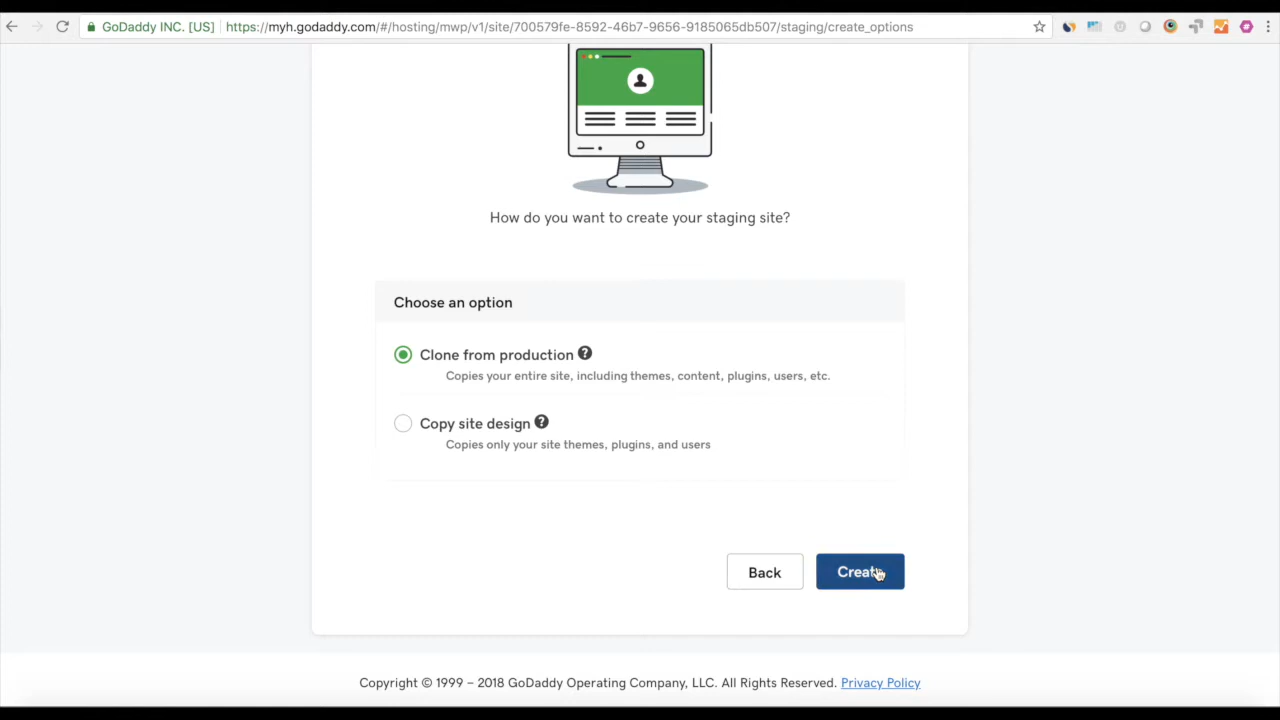 GoDaddy INC. [US] https://myh.godaddy.com/#/hosting/mwp/v1/site/700579fe-8592-46b7-9656-9185065db507/staging/create_options
How do you want to create your staging site?
Choose an option
Clone from production ?
Copies your entire site, including themes, content, plugins, users, etc.
Copy site design ?
Copies only your site themes, plugins, and users
Back Create
Copyright © 1999 – 2018 GoDaddy Operating Company, LLC. All Rights Reserved. Privacy Policy